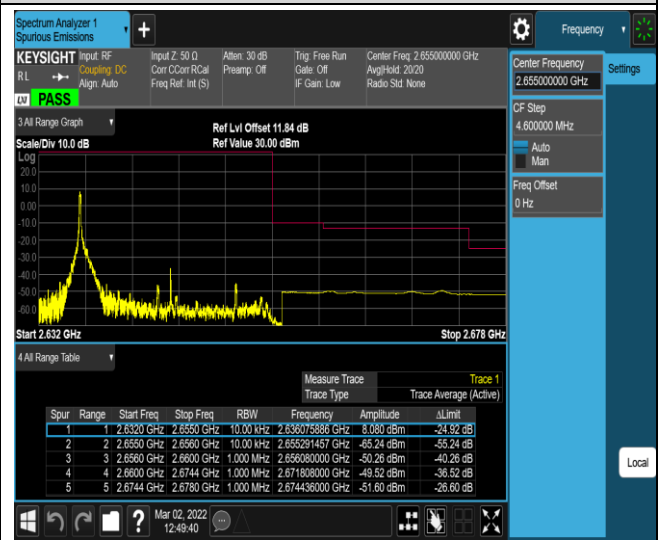 Spectrum Analyzer 1
Spurious Emissions
Frequency
KEYSIGHT
RL
Input: RF
Coupling: DC
Align: Auto
Input Z: 50 Ω
Corr CCorr RCal
Freq Ref: Int (S)
Atten: 30 dB
Preamp: Off
Trig: Free Run
Gate: Off
IF Gain: Low
Center Freq: 2.655000000 GHz
Avg|Hold: 20/20
Radio Std: None
LXI
PASS
Center Frequency
2.655000000 GHz
Settings
CF Step
4.600000 MHz
Auto
Man
Freq Offset
0 Hz
3 All Range Graph
Scale/Div 10.0 dB
Ref Lvl Offset 11.84 dB
Ref Value 30.00 dBm
Log
20.0
10.0
0.00
-10.0
-20.0
-30.0
-40.0
-50.0
-60.0
Start 2.632 GHz
Stop 2.678 GHz
4 All Range Table
Measure Trace Trace 1
Trace Type Trace Average (Active)
Spur Range Start Freq Stop Freq RBW Frequency Amplitude ΔLimit
1 1 2.6320 GHz 2.6550 GHz 10.00 kHz 2.636075886 GHz 8.080 dBm -24.92 dB
2 2 2.6550 GHz 2.6560 GHz 10.00 kHz 2.655291457 GHz -65.24 dBm -55.24 dB
3 3 2.6560 GHz 2.6600 GHz 1.000 MHz 2.656080000 GHz -50.26 dBm -40.26 dB
4 4 2.6600 GHz 2.6744 GHz 1.000 MHz 2.671808000 GHz -49.52 dBm -36.52 dB
5 5 2.6744 GHz 2.6780 GHz 1.000 MHz 2.674436000 GHz -51.60 dBm -26.60 dB
Local
Mar 02, 2022
12:49:40